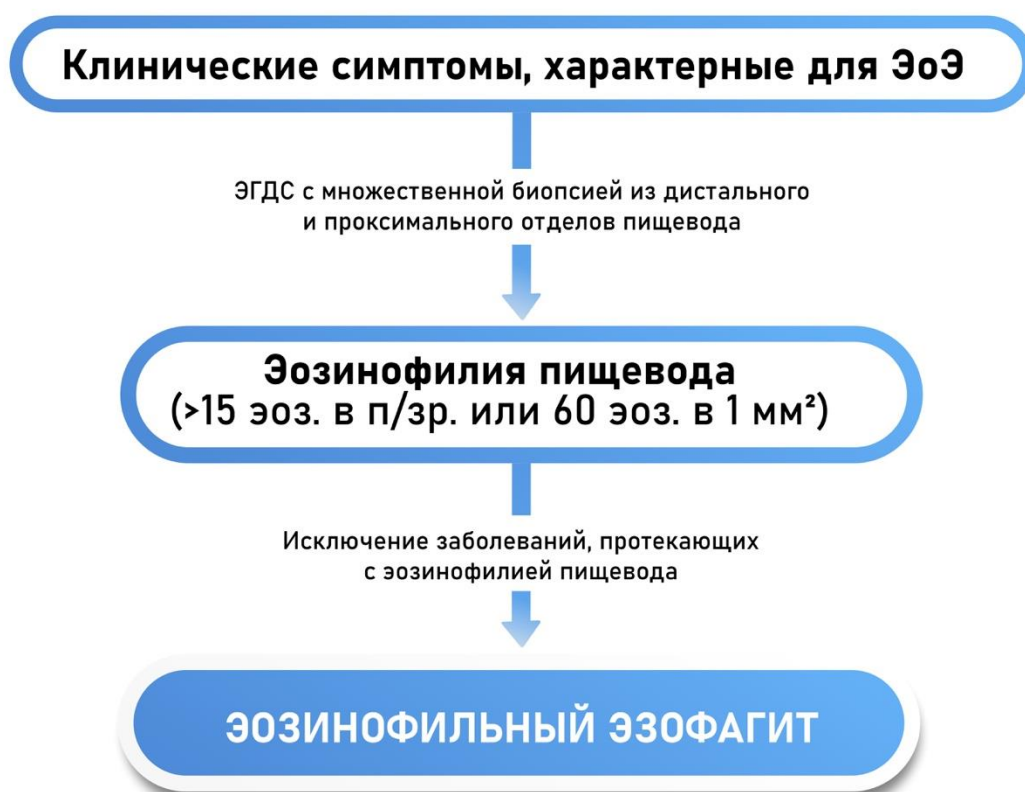 Клинические симптомы, характерные для ЭоЭ
ЭГДС с множественной биопсией из дистального
и проксимального отделов пищевода
Эозинофилия пищевода
(>15 эоз. в п/зр. или 60 эоз. в 1 мм²)
Исключение заболеваний, протекающих
с эозинофилией пищевода
ЭОЗИНОФИЛЬНЫЙ ЭЗОФАГИТ